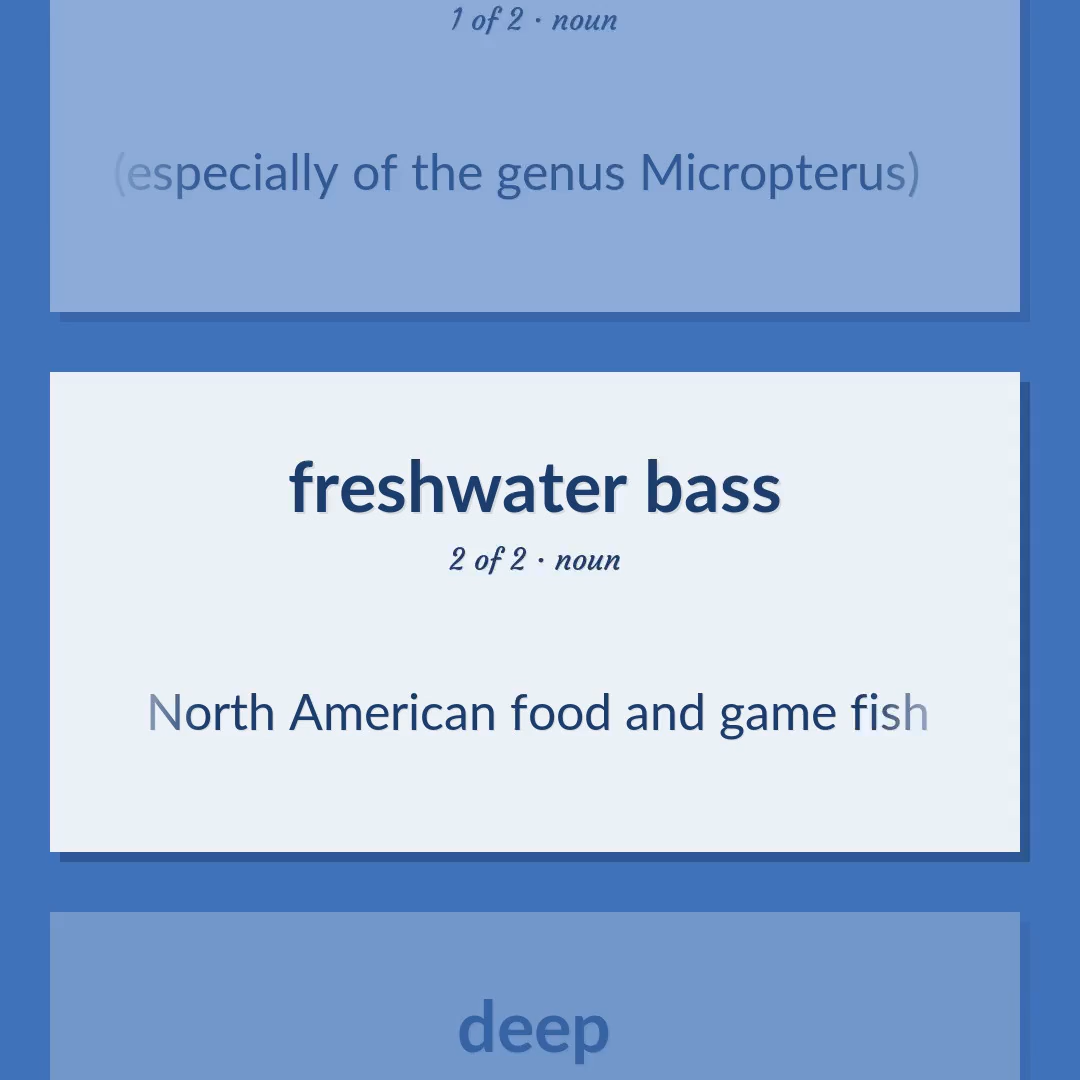 1 of 2 · noun
(especially of the genus Micropterus)
freshwater bass
2 of 2 · noun
North American food and game fish
deep